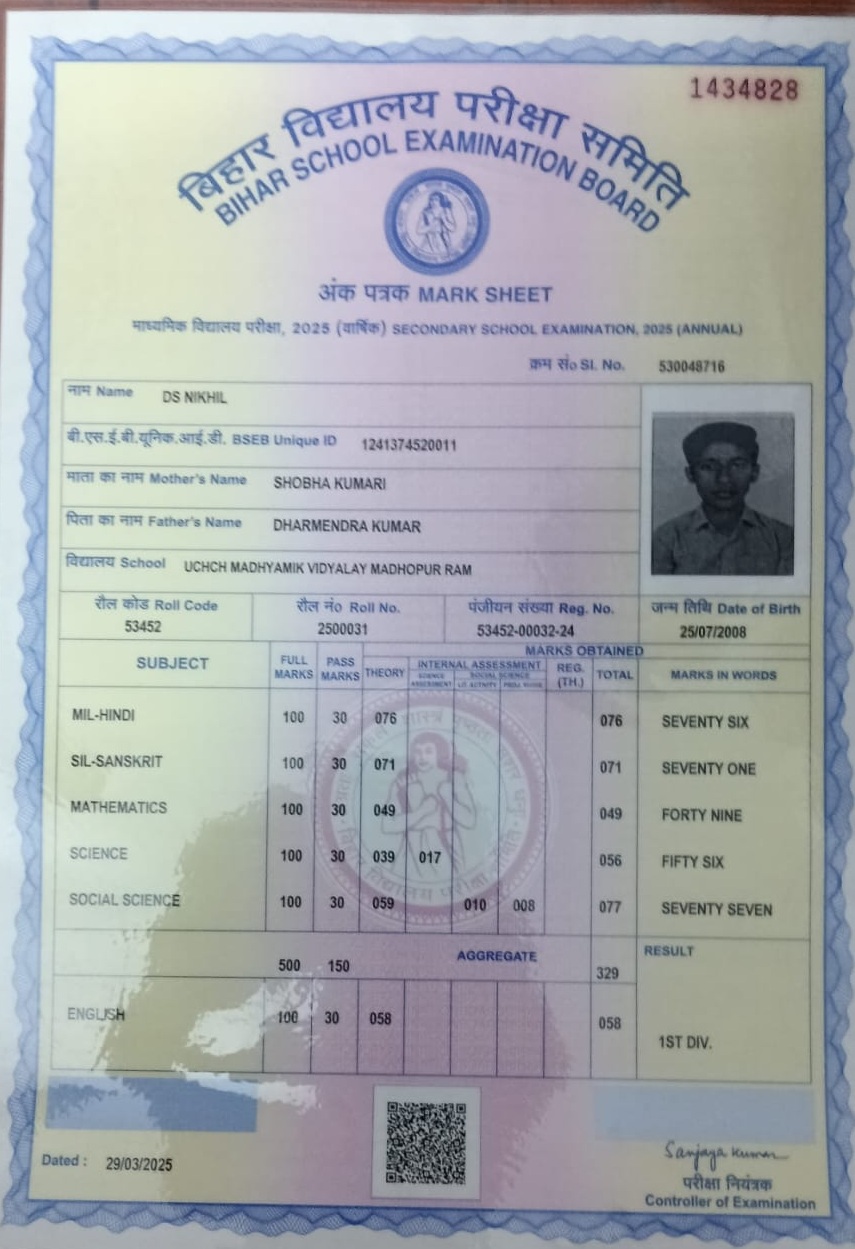 1434828
बिहार विद्यालय परीक्षा समिति
BIHAR SCHOOL EXAMINATION BOARD
अंक पत्रक MARK SHEET
माध्यमिक विद्यालय परीक्षा, 2025 (वार्षिक) SECONDARY SCHOOL EXAMINATION, 2025 (ANNUAL)
क्रम सं० SI. No. 530048716
नाम Name DS NIKHIL
बी.एस.ई.बी.यूनिक.आई.डी. BSEB Unique ID 1241374520011
माता का नाम Mother's Name SHOBHA KUMARI
पिता का नाम Father's Name DHARMENDRA KUMAR
विद्यालय School UCHCH MADHYAMIK VIDYALAY MADHOPUR RAM
रौल कोड Roll Code रौल नं० Roll No. पंजीयन संख्या Reg. No. जन्म तिथि Date of Birth
53452 2500031 53452-00032-24 25/07/2008
SUBJECT FULL MARKS PASS MARKS MARKS OBTAINED
THEORY INTERNAL ASSESSMENT REG. (TH.) TOTAL MARKS IN WORDS
SCIENCE SOCIAL SCIENCE
MIL-HINDI 100 30 076 076 SEVENTY SIX
SIL-SANSKRIT 100 30 071 071 SEVENTY ONE
MATHEMATICS 100 30 049 049 FORTY NINE
SCIENCE 100 30 039 017 056 FIFTY SIX
SOCIAL SCIENCE 100 30 059 010 008 077 SEVENTY SEVEN
500 150 AGGREGATE 329 RESULT
ENGLISH 100 30 058 058
1ST DIV.
Dated : 29/03/2025
Sanjaya Kumar
परीक्षा नियंत्रक
Controller of Examination